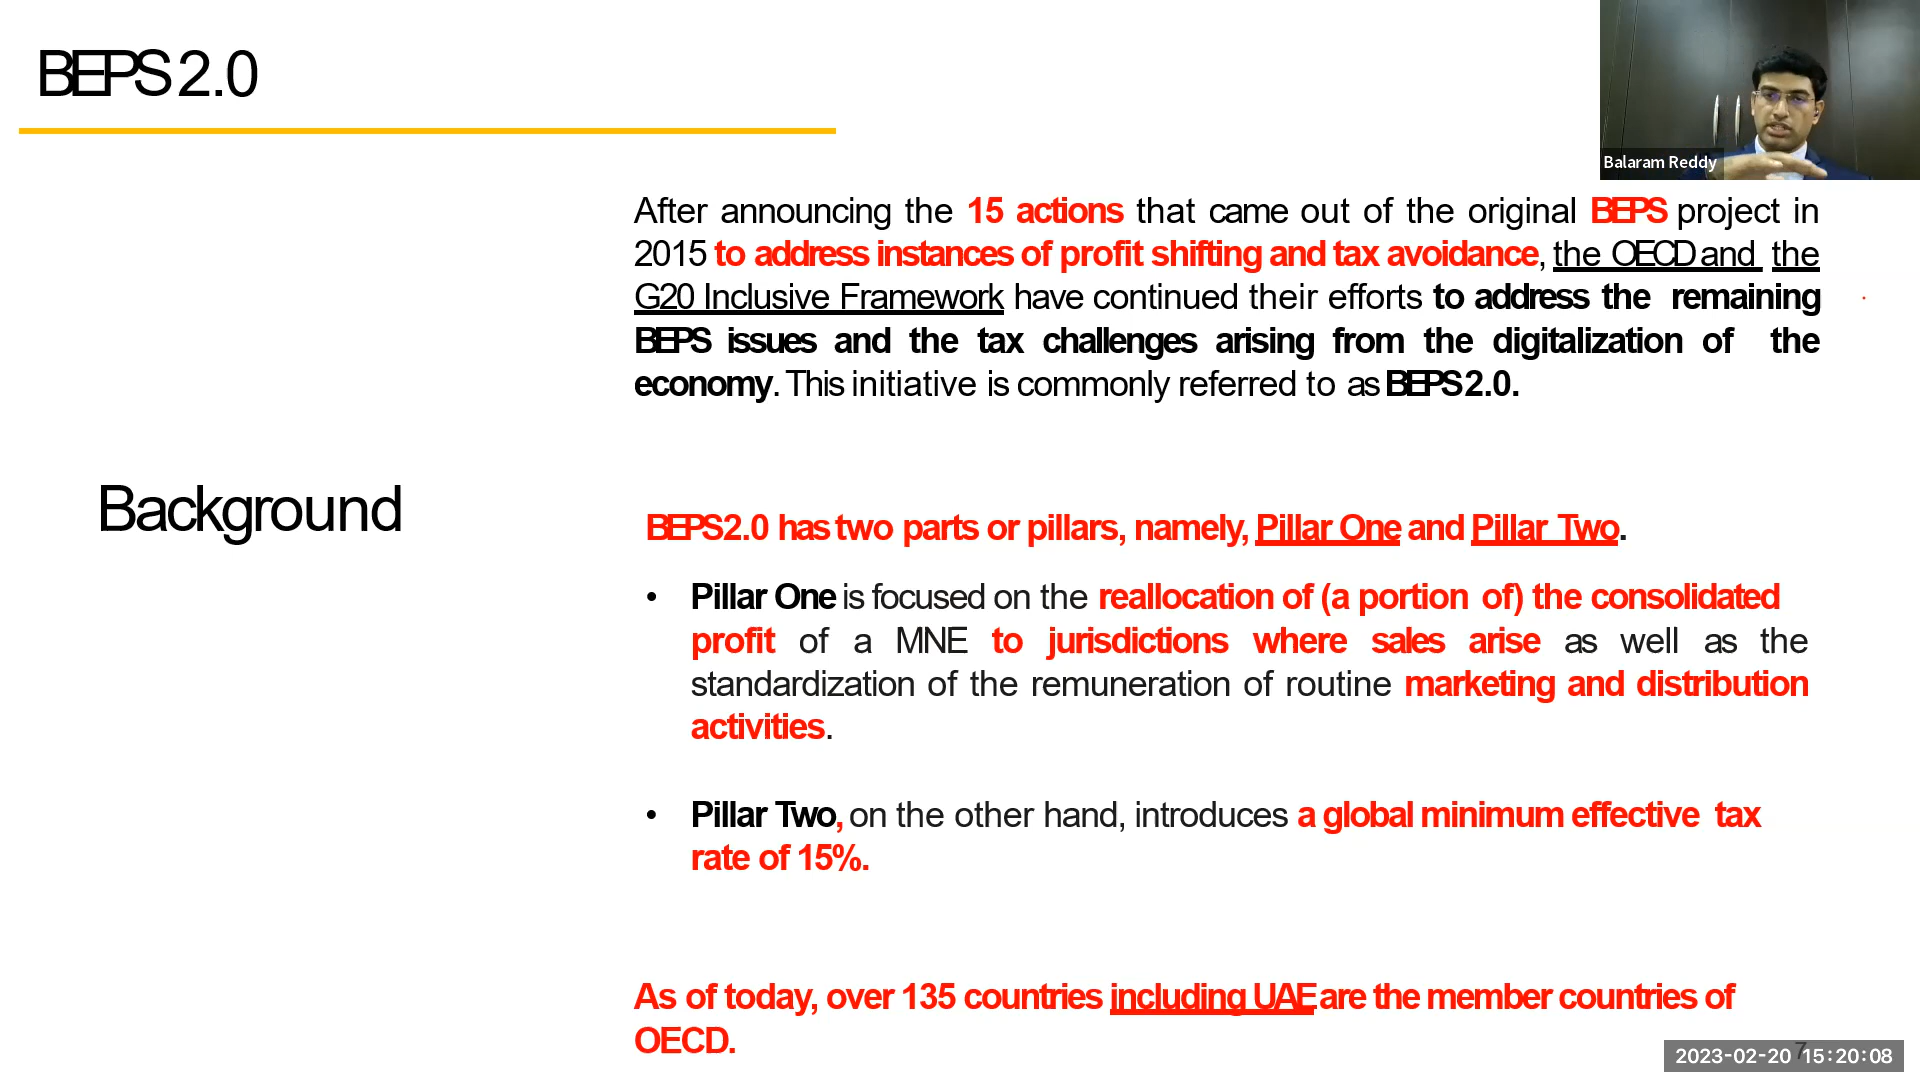 BEPS 2.0
Balaram Reddy
After announcing the 15 actions that came out of the original BEPS project in
2015 to address instances of profit shifting and tax avoidance, the OECD and the
G20 Inclusive Framework have continued their efforts to address the remaining
BEPS issues and the tax challenges arising from the digitalization of the
economy. This initiative is commonly referred to as BEPS 2.0.
Background
BEPS 2.0 has two parts or pillars, namely, Pillar One and Pillar Two.
• Pillar One is focused on the reallocation of (a portion of) the consolidated
profit of a MNE to jurisdictions where sales arise as well as the
standardization of the remuneration of routine marketing and distribution
activities.
• Pillar Two, on the other hand, introduces a global minimum effective tax
rate of 15%.
As of today, over 135 countries including UAE are the member countries of
OECD.
7
2023-02-20 15:20:08